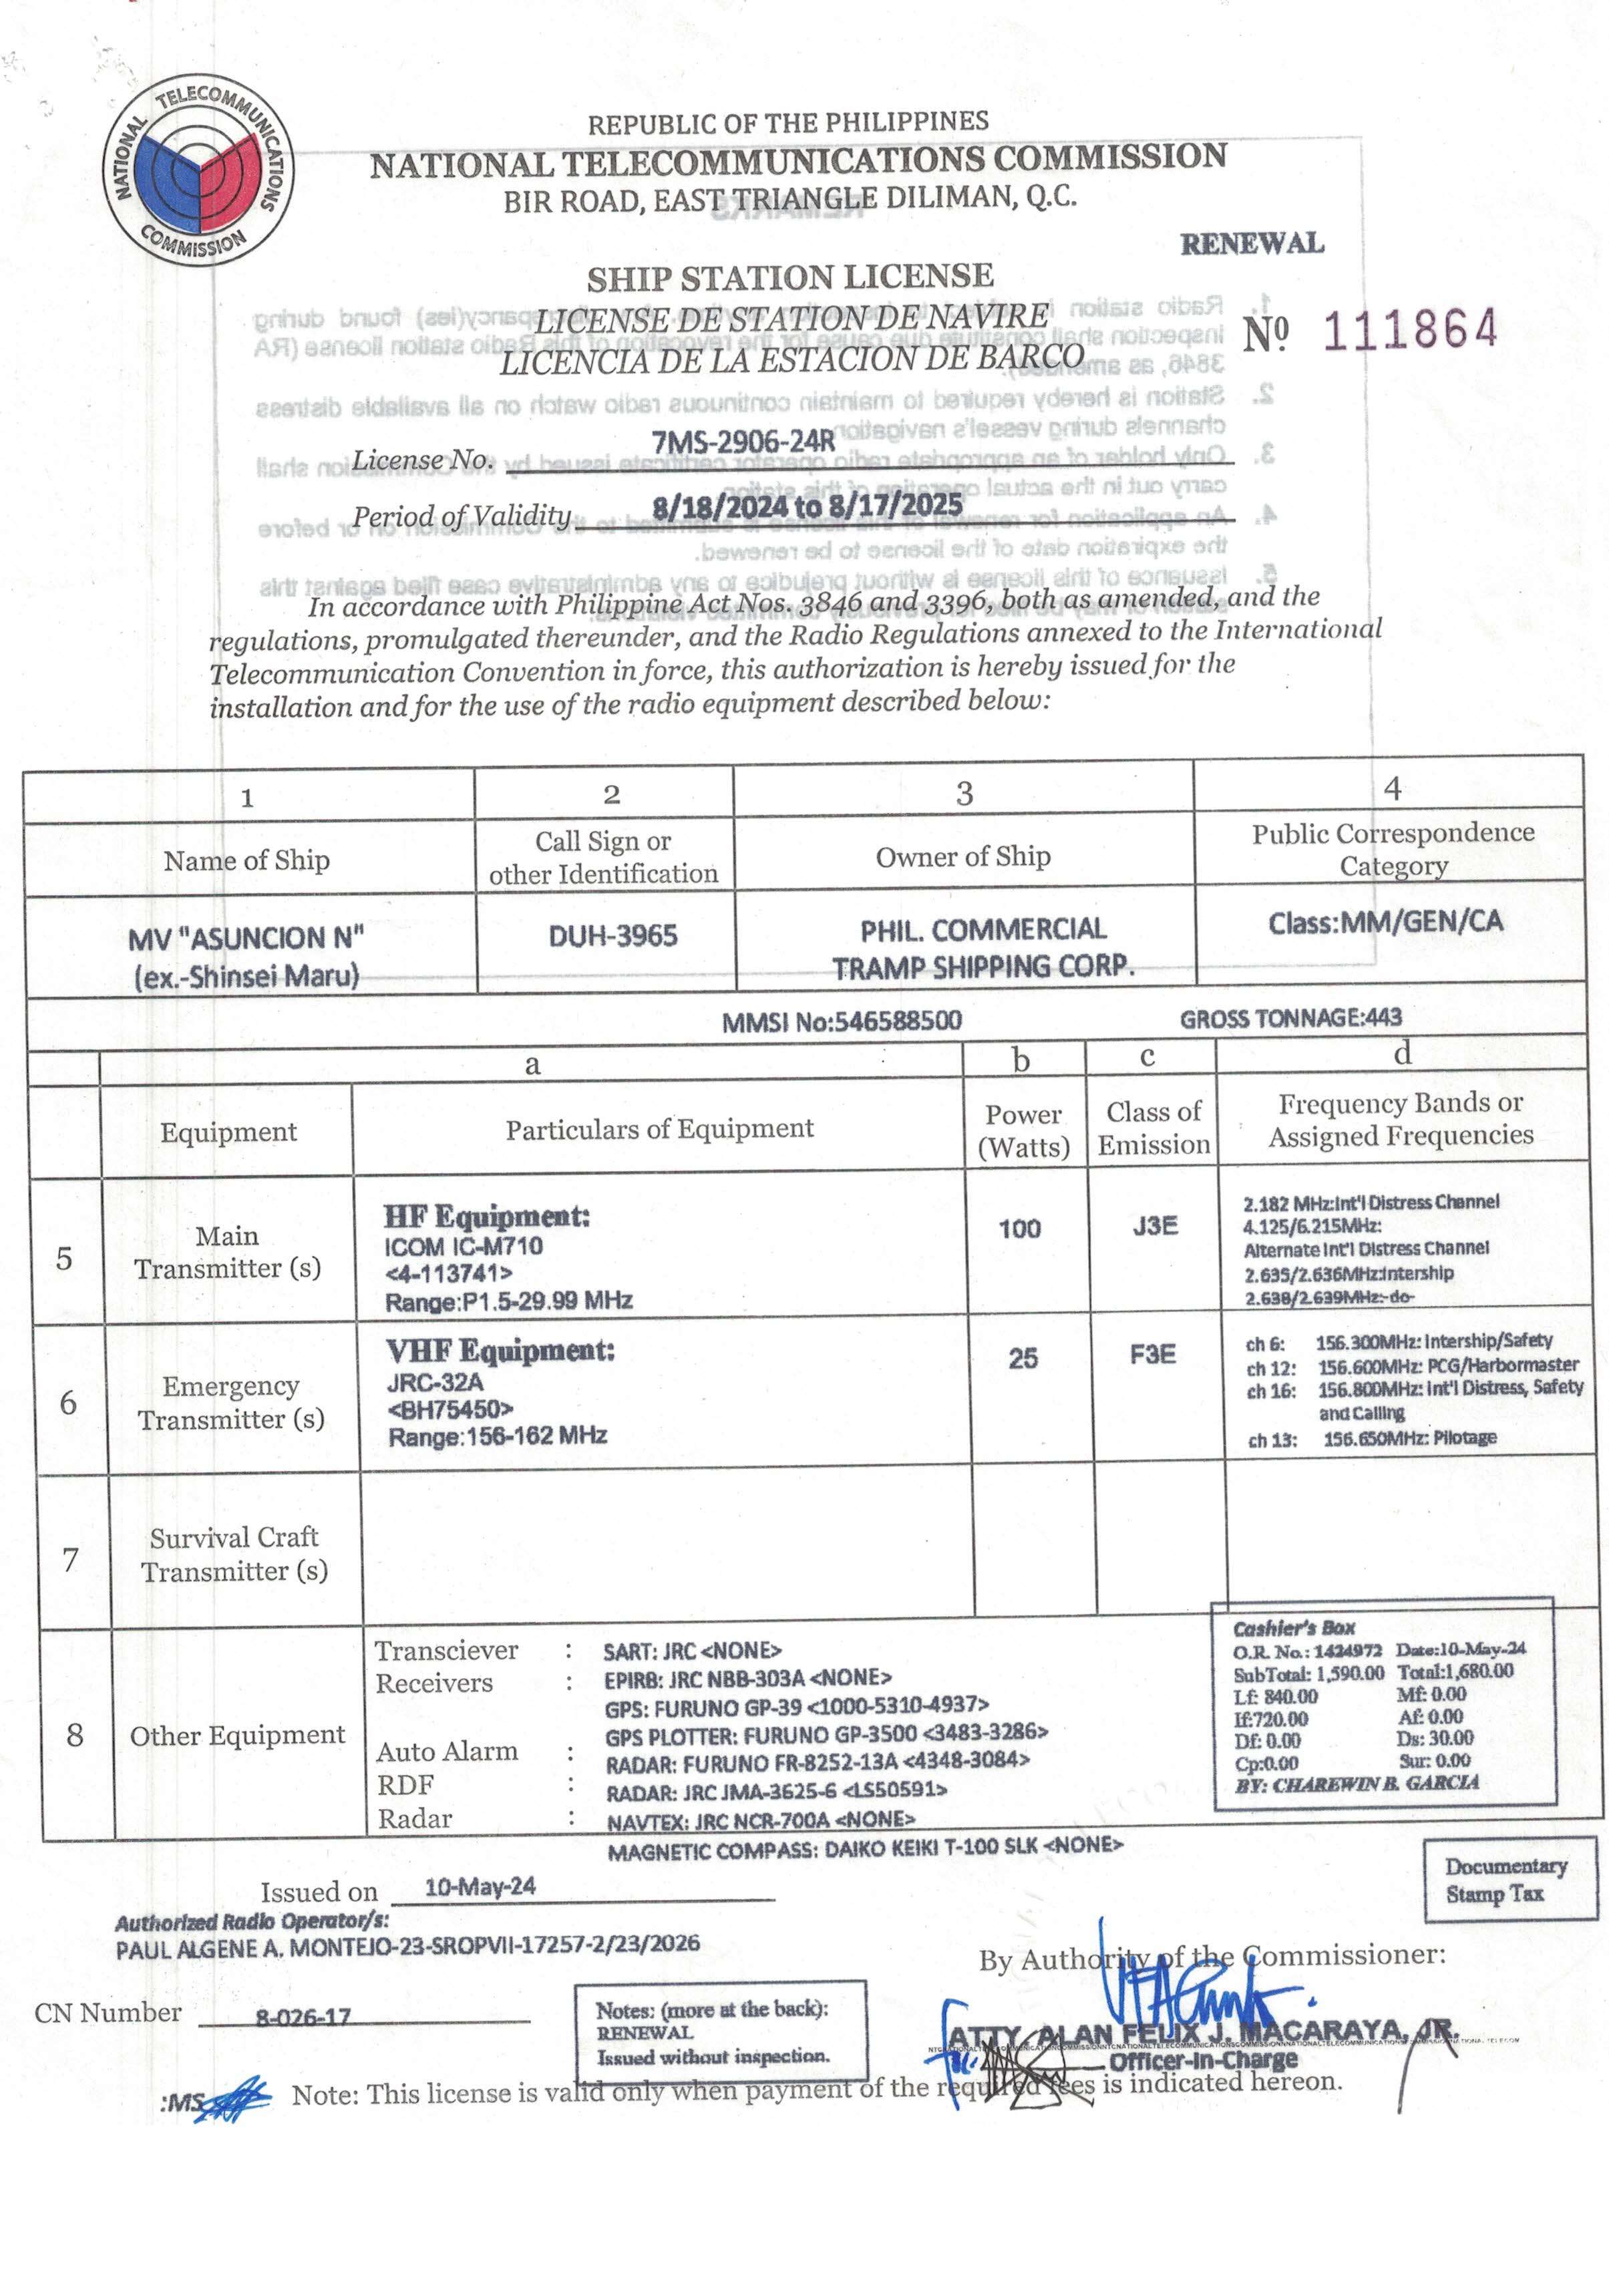 NATIONAL TELECOMMUNICATIONS COMMISSION
REPUBLIC OF THE PHILIPPINES
NATIONAL TELECOMMUNICATIONS COMMISSION
BIR ROAD, EAST TRIANGLE DILIMAN, Q.C.
RENEWAL
SHIP STATION LICENSE
LICENSE DE STATION DE NAVIRE
LICENCIA DE LA ESTACION DE BARCO
Nº 111864
License No. 7MS-2906-24R
Period of Validity 8/18/2024 to 8/17/2025
In accordance with Philippine Act Nos. 3846 and 3396, both as amended, and the
regulations, promulgated thereunder, and the Radio Regulations annexed to the International
Telecommunication Convention in force, this authorization is hereby issued for the
installation and for the use of the radio equipment described below:
1 2 3 4
Name of Ship
Call Sign or
other Identification
Owner of Ship
Public Correspondence
Category
MV "ASUNCION N"
(ex.-Shinsei Maru)
DUH-3965
PHIL. COMMERCIAL
TRAMP SHIPPING CORP.
Class:MM/GEN/CA
MMSI No:546588500 GROSS TONNAGE:443
a b c d
Equipment
Particulars of Equipment
Power
(Watts)
Class of
Emission
Frequency Bands or
Assigned Frequencies
5
Main
Transmitter (s)
HF Equipment:
ICOM IC-M710
<4-113741>
Range:P1.5-29.99 MHz
100
J3E
2.182 MHz:Int'l Distress Channel
4.125/6.215MHz:
Alternate Int'l Distress Channel
2.635/2.636MHz:Intership
2.638/2.639MHz:-do-
6
Emergency
Transmitter (s)
VHF Equipment:
JRC-32A
<BH75450>
Range:156-162 MHz
25
F3E
ch 6: 156.300MHz: Intership/Safety
ch 12: 156.600MHz: PCG/Harbormaster
ch 16: 156.800MHz: Int'l Distress, Safety
and Calling
ch 13: 156.650MHz: Pilotage
7
Survival Craft
Transmitter (s)
8
Other Equipment
Transciever :
Receivers :
Auto Alarm :
RDF :
Radar :
SART: JRC <NONE>
EPIRB: JRC NBB-303A <NONE>
GPS: FURUNO GP-39 <1000-5310-4937>
GPS PLOTTER: FURUNO GP-3500 <3483-3286>
RADAR: FURUNO FR-8252-13A <4348-3084>
RADAR: JRC JMA-3625-6 <LS50591>
NAVTEX: JRC NCR-700A <NONE>
MAGNETIC COMPASS: DAIKO KEIKI T-100 SLK <NONE>
Cashier's Box
O.R. No.: 1424972 Date:10-May-24
SubTotal: 1,590.00 Total:1,680.00
Lf: 840.00 Mf: 0.00
If:720.00 Af: 0.00
Df: 0.00 Ds: 30.00
Cp:0.00 Sur: 0.00
BY: CHAREWIN B. GARCIA
Documentary
Stamp Tax
Issued on 10-May-24
Authorized Radio Operator/s:
PAUL ALGENE A. MONTEJO-23-SROPVII-17257-2/23/2026
By Authority of the Commissioner:
CN Number 8-026-17
Notes: (more at the back):
RENEWAL
Issued without inspection.
ATTY. ALAN FELIX J. MACARAYA, JR.
Officer-In-Charge
:MS
Note: This license is valid only when payment of the required fees is indicated hereon.